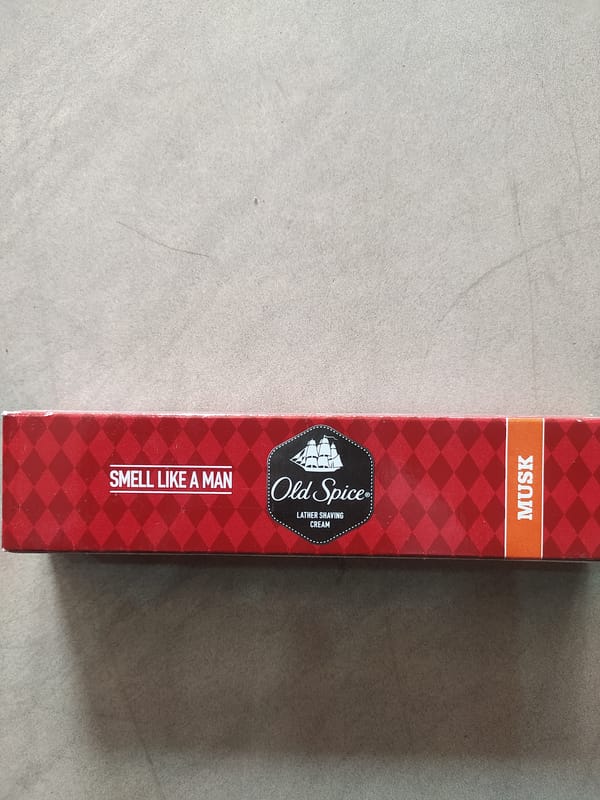 SMELL LIKE A MAN
Old Spice®
LATHER SHAVING
CREAM
MUSK